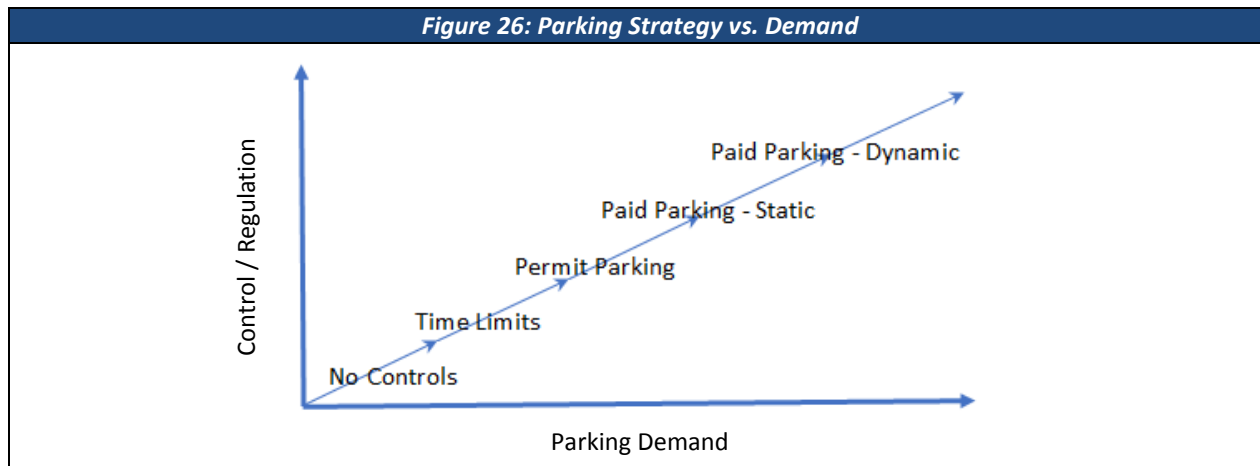 Figure 26: Parking Strategy vs. Demand
Control / Regulation
Paid Parking - Dynamic
Paid Parking - Static
Permit Parking
Time Limits
No Controls
Parking Demand